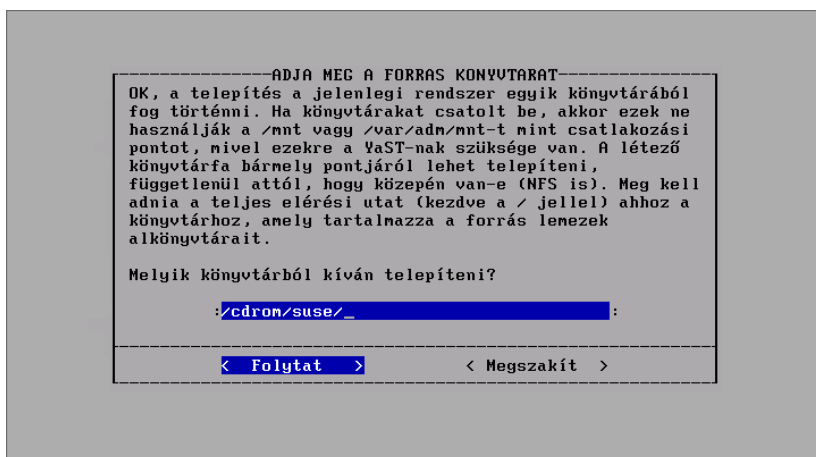 ADJA MEG A FORRAS KONYVTARAT
OK, a telepítés a jelenlegi rendszer egyik könyvtárából
fog történni. Ha könyvtárakat csatolt be, akkor ezek ne
használják a /mnt vagy /var/adm/mnt-t mint csatlakozási
pontot, mivel ezekre a YaST-nak szüksége van. A létező
könyvtárfa bármely pontjáról lehet telepíteni,
függetlenül attól, hogy középen van-e (NFS is). Meg kell
adnia a teljes elérési utat (kezdve a / jellel) ahhoz a
könyvtárhoz, amely tartalmazza a forrás lemezek
alkönyvtárait.
Melyik könyvtárból kíván telepíteni?
:/cdrom/suse/_ :
< Folytat > < Megszakít >